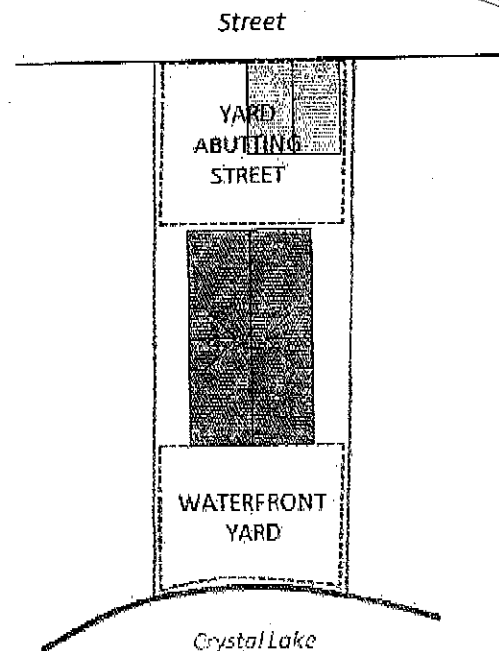 Street
YARD
ABUTTING
STREET
WATERFRONT
YARD
Crystal Lake